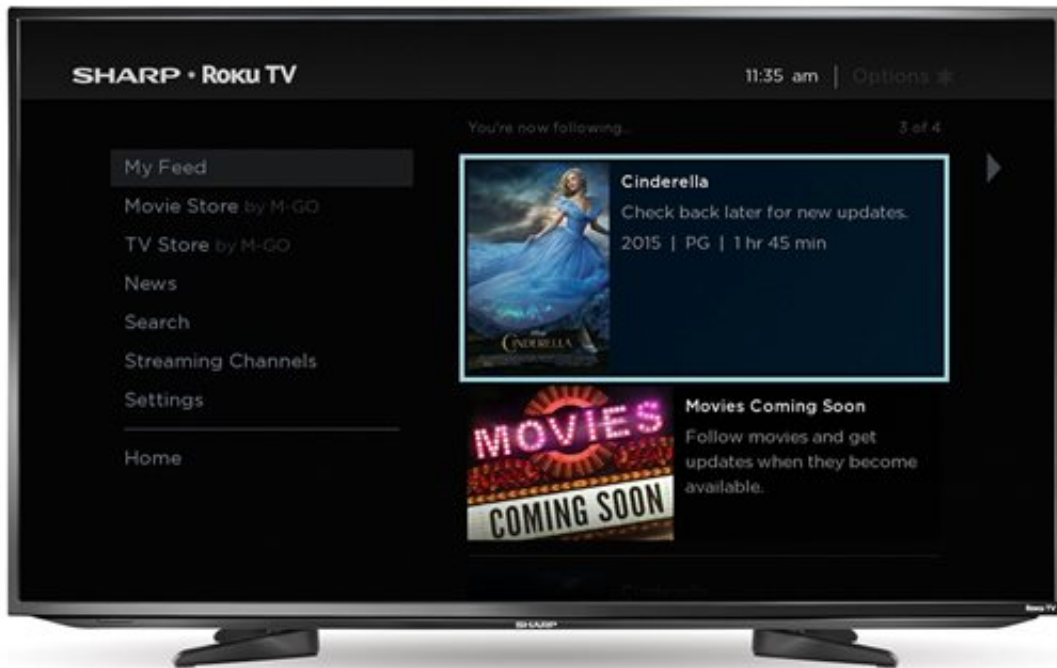 SHARP • ROKU TV
11:35 am | Options *
You're now following...
3 of 4
My Feed
Movie Store by M-GO
TV Store by M-GO
News
Search
Streaming Channels
Settings
Home
CINDERELLA
Cinderella
Check back later for new updates.
2015 | PG | 1 hr 45 min
MOVIES
COMING SOON
Movies Coming Soon
Follow movies and get
updates when they become
available.
SHARP
ROKU TV